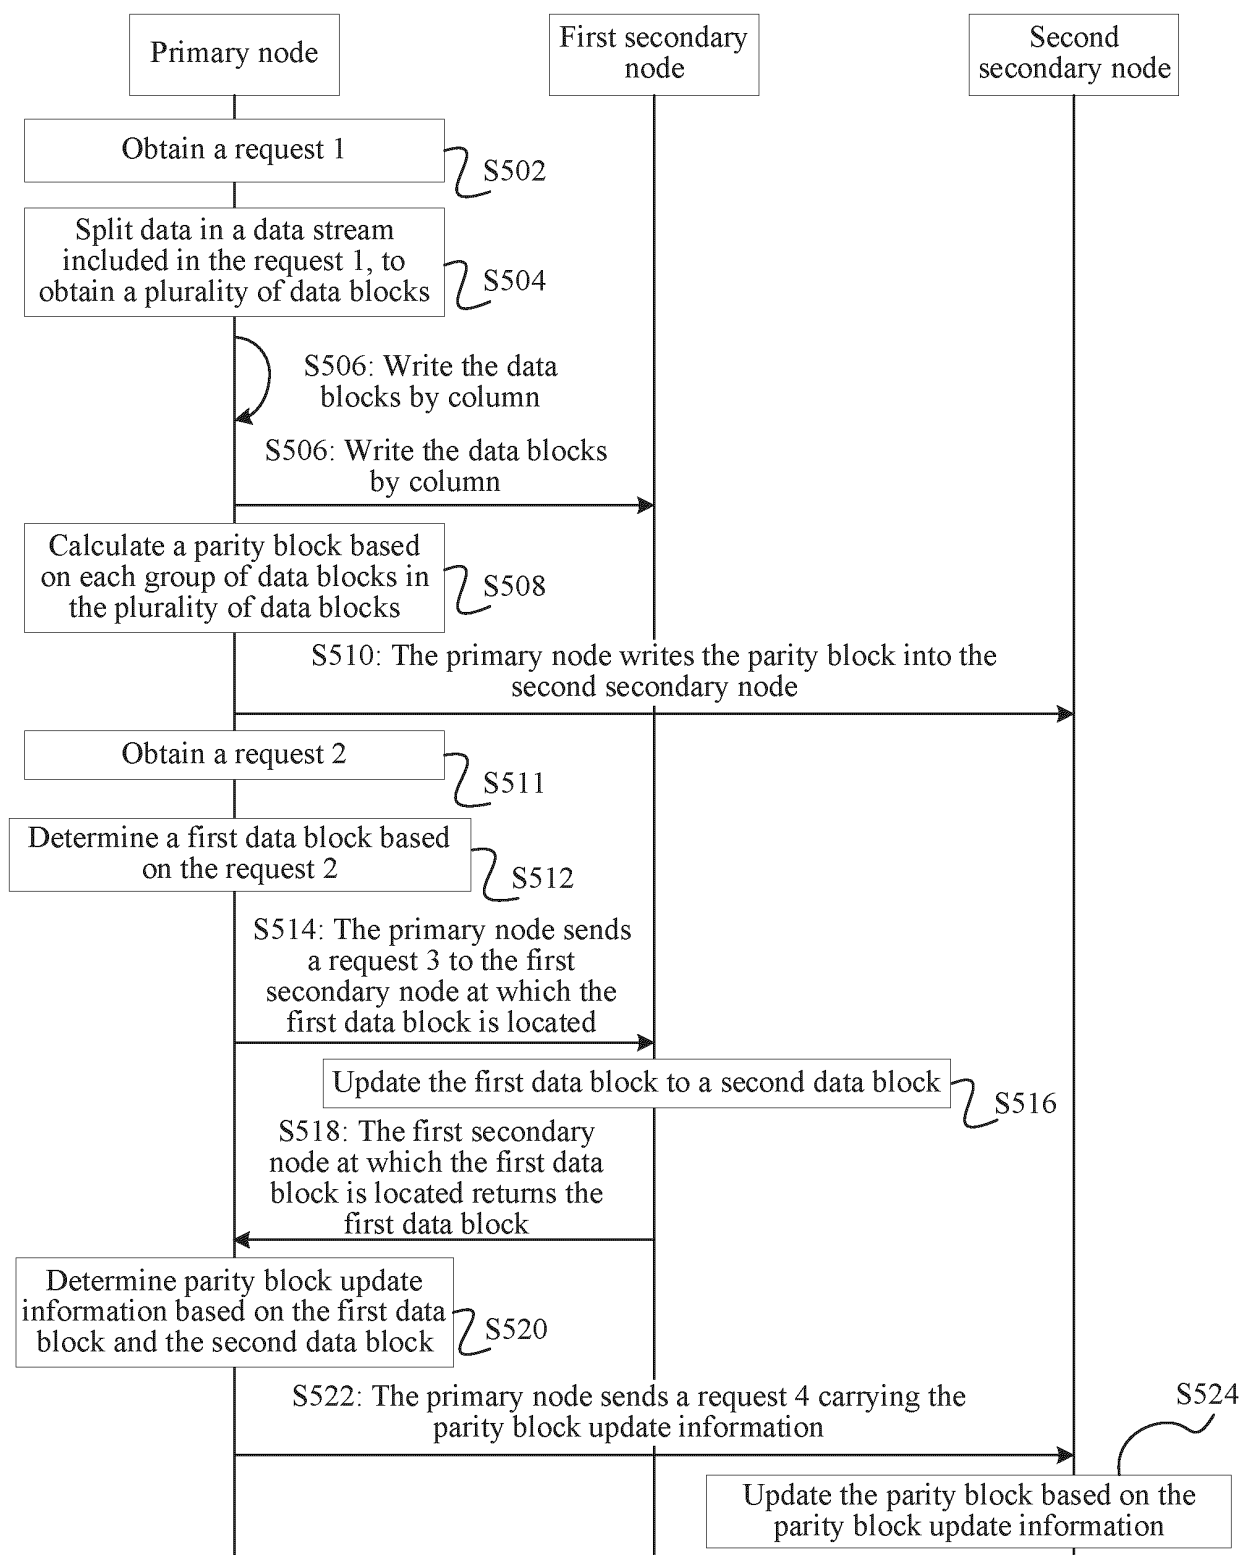 Primary node
First secondary
node
Second
secondary node
Obtain a request 1
S502
Split data in a data stream
included in the request 1, to
obtain a plurality of data blocks
S504
S506: Write the data
blocks by column
S506: Write the data blocks
by column
Calculate a parity block based
on each group of data blocks in
the plurality of data blocks
S508
S510: The primary node writes the parity block into the
second secondary node
Obtain a request 2
S511
Determine a first data block based
on the request 2
S512
S514: The primary node sends
a request 3 to the first
secondary node at which the
first data block is located
Update the first data block to a second data block
S516
S518: The first secondary
node at which the first data
block is located returns the
first data block
Determine parity block update
information based on the first data
block and the second data block
S520
S522: The primary node sends a request 4 carrying the
parity block update information
S524
Update the parity block based on the
parity block update information